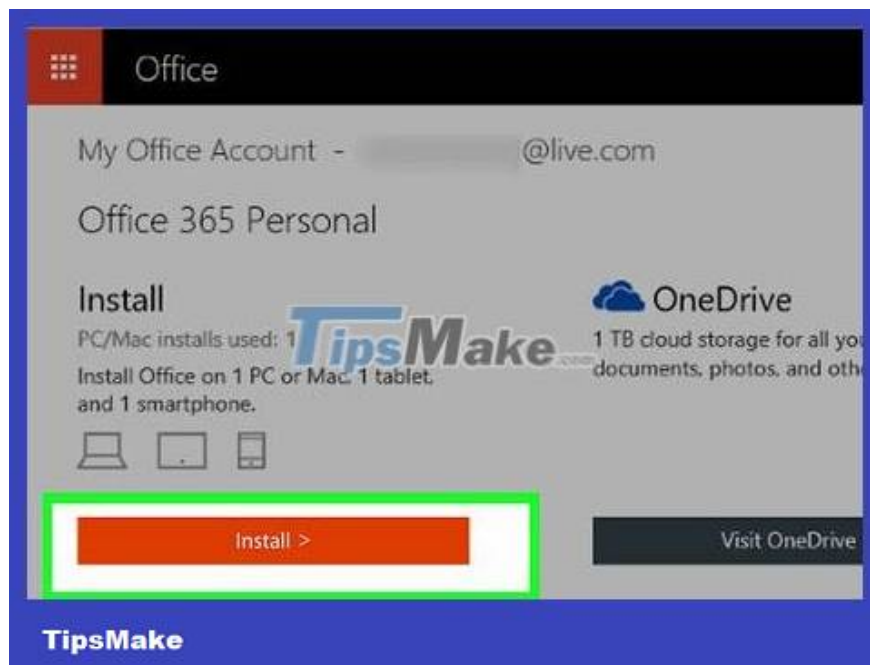 Office
My Office Account - @live.com
Office 365 Personal
Install
PC/Mac installs used: 1
Install Office on 1 PC or Mac, 1 tablet,
and 1 smartphone.
Install >
OneDrive
1 TB cloud storage for all you
documents, photos, and oth
Visit OneDrive
TipsMake.com
TipsMake